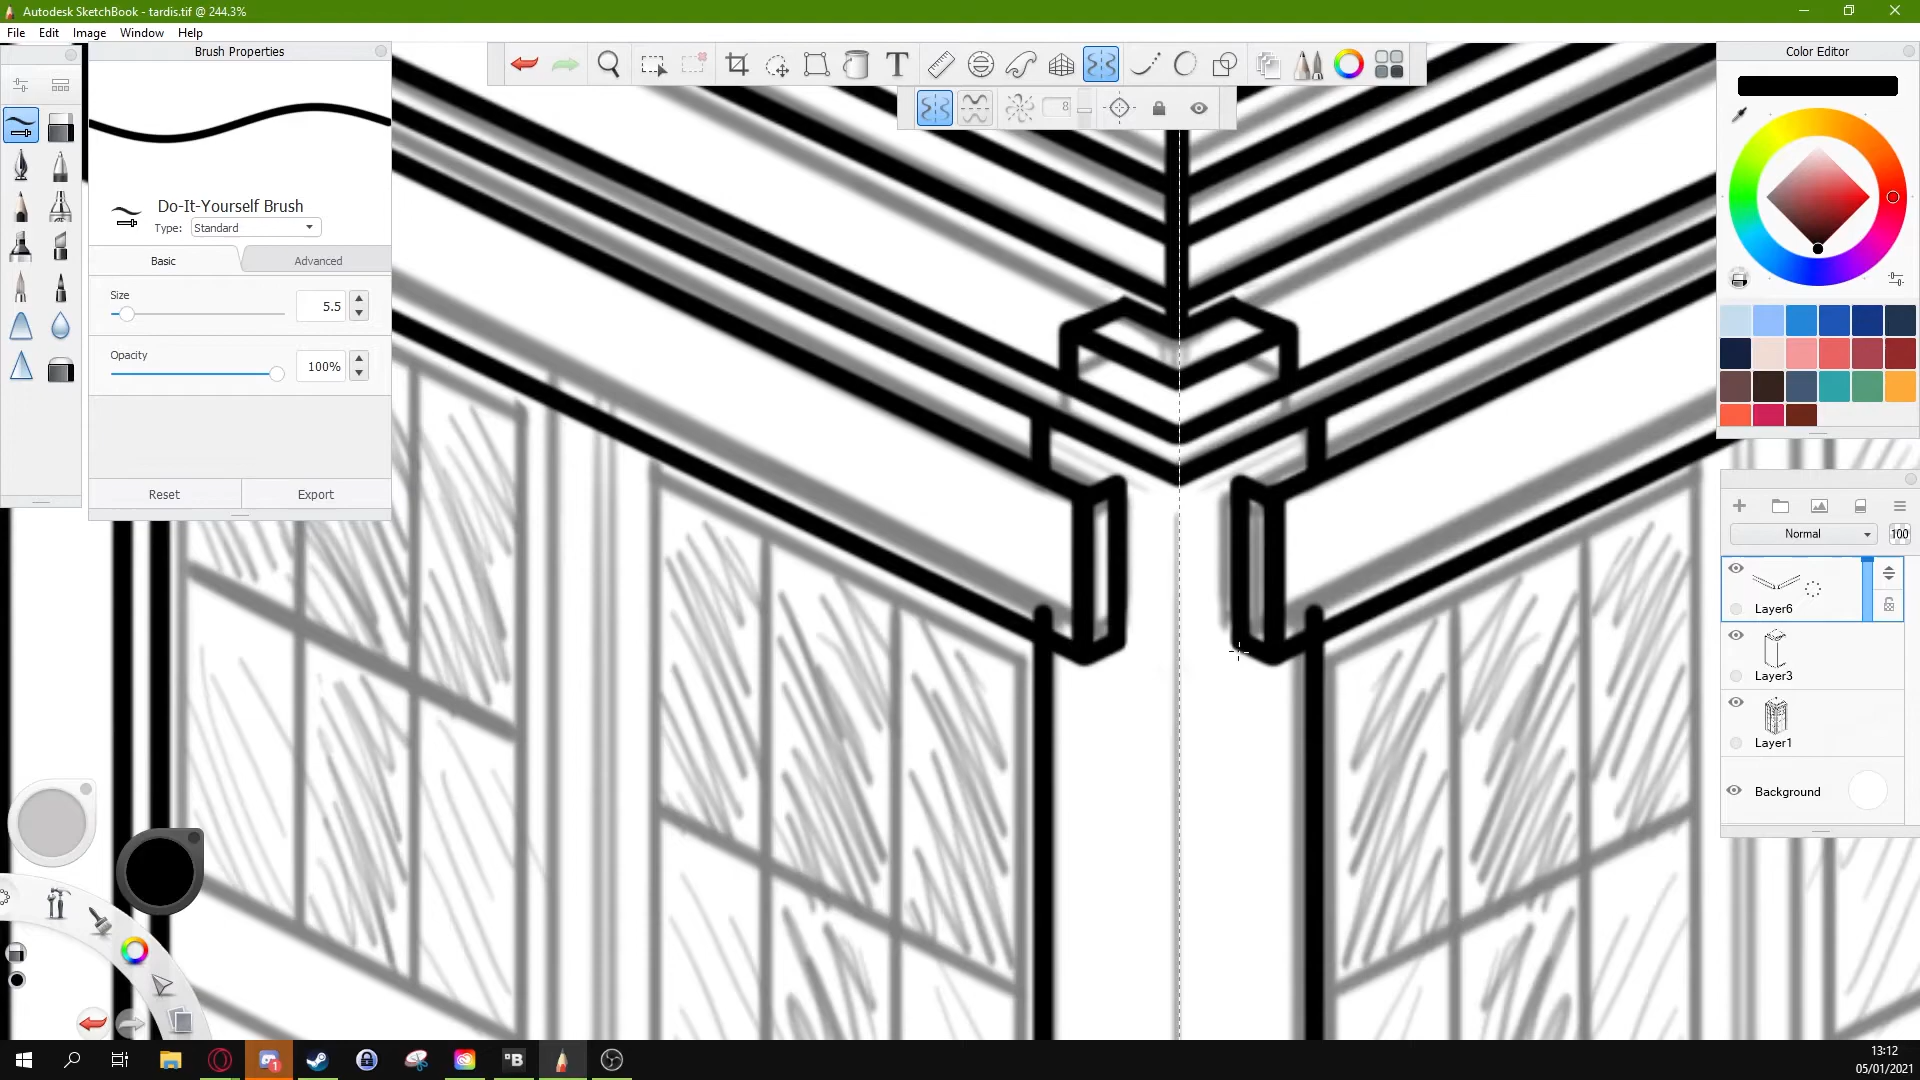 Autodesk SketchBook - tardis.tif @ 244.3%
File Edit Image Window Help
Brush Properties
Do-It-Yourself Brush
Type: Standard
Basic Advanced
Size
5.5
Opacity
100%
Reset Export
T
8
Color Editor
Normal 100
Layer6
Layer3
Layer1
Background
1
B
13:12
05/01/2021